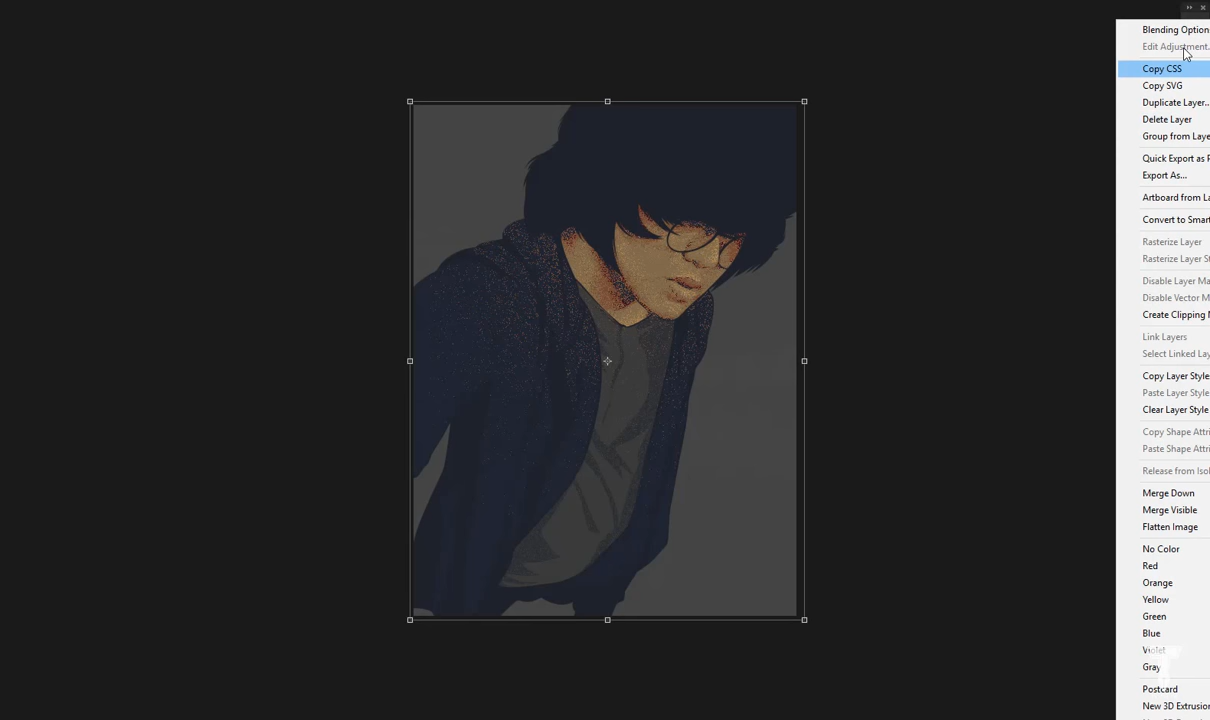 Blending Option
Edit Adjustment.
Copy CSS
Copy SVG
Duplicate Layer..
Delete Layer
Group from Laye
Quick Export as P
Export As...
Artboard from La
Convert to Smart
Rasterize Layer
Rasterize Layer St
Disable Layer Ma
Disable Vector M
Create Clipping M
Link Layers
Select Linked Lay
Copy Layer Style
Paste Layer Style
Clear Layer Style
Copy Shape Attri
Paste Shape Attri
Release from Isol
Merge Down
Merge Visible
Flatten Image
No Color
Red
Orange
Yellow
Green
Blue
Violet
Gray
Postcard
New 3D Extrusion